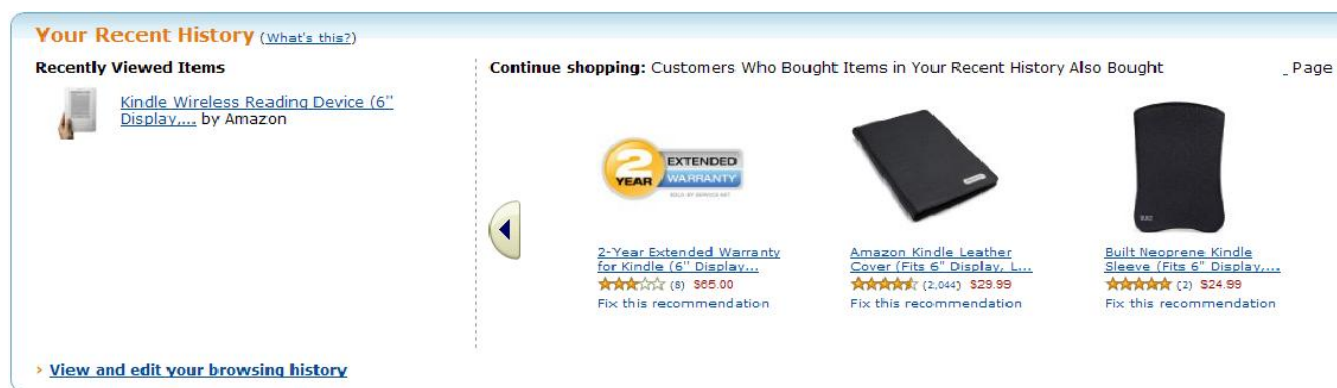 Your Recent History (What's this?)
Recently Viewed Items
Kindle Wireless Reading Device (6"
Display,... by Amazon
Continue shopping: Customers Who Bought Items in Your Recent History Also Bought
Page
2
YEAR
EXTENDED
WARRANTY
2-Year Extended Warranty
for Kindle (6" Display...
(8) $65.00
Fix this recommendation
Amazon Kindle Leather
Cover (Fits 6" Display, L...
(2,044) $29.99
Fix this recommendation
Built Neoprene Kindle
Sleeve (Fits 6" Display,...
(2) $24.99
Fix this recommendation
› View and edit your browsing history